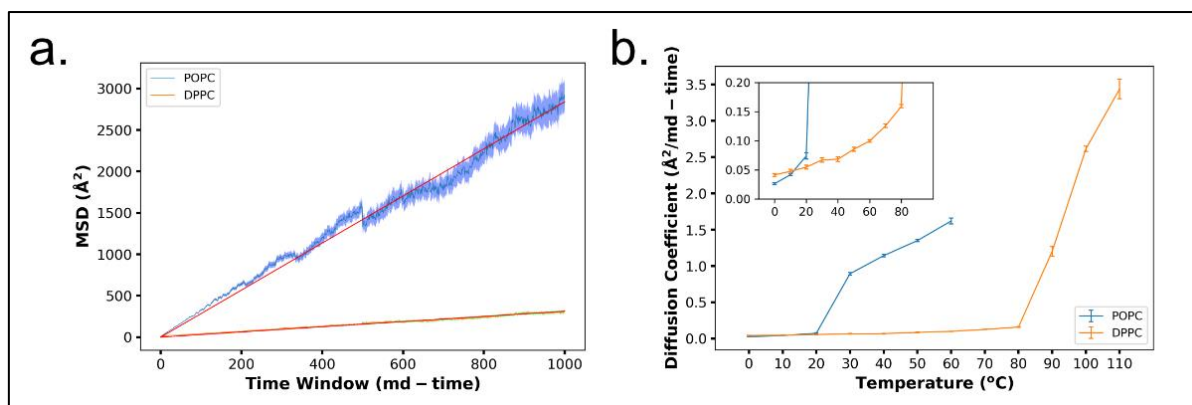 a.
POPC
DPPC
MSD (Å²)
3000
2500
2000
1500
1000
500
0
0 200 400 600 800 1000
Time Window (md – time)
b.
Diffusion Coefficient (Å²/md – time)
3.5
3.0
2.5
2.0
1.5
1.0
0.5
0.0
0.20
0.15
0.10
0.05
0.00
0 20 40 60 80
POPC
DPPC
0 10 20 30 40 50 60 70 80 90 100 110
Temperature (ºC)